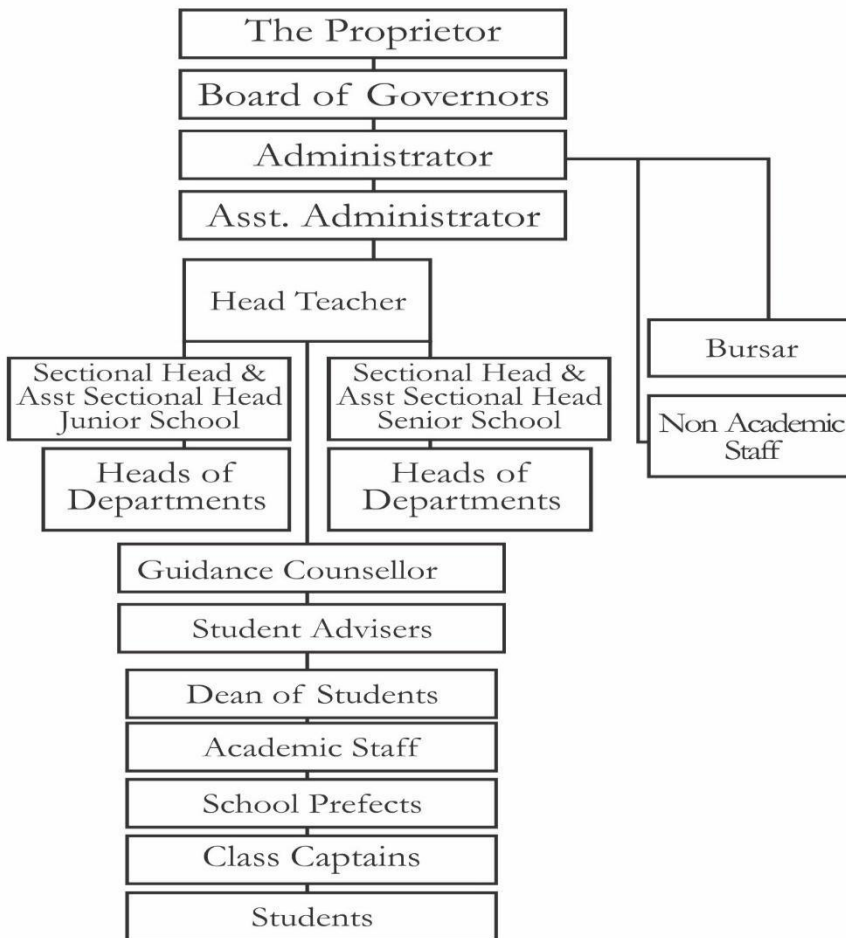 The Proprietor
Board of Governors
Administrator
Asst. Administrator
Head Teacher
Bursar
Sectional Head &
Asst Sectional Head
Junior School
Sectional Head &
Asst Sectional Head
Senior School
Non Academic
Staff
Heads of
Departments
Heads of
Departments
Guidance Counsellor
Student Advisers
Dean of Students
Academic Staff
School Prefects
Class Captains
Students